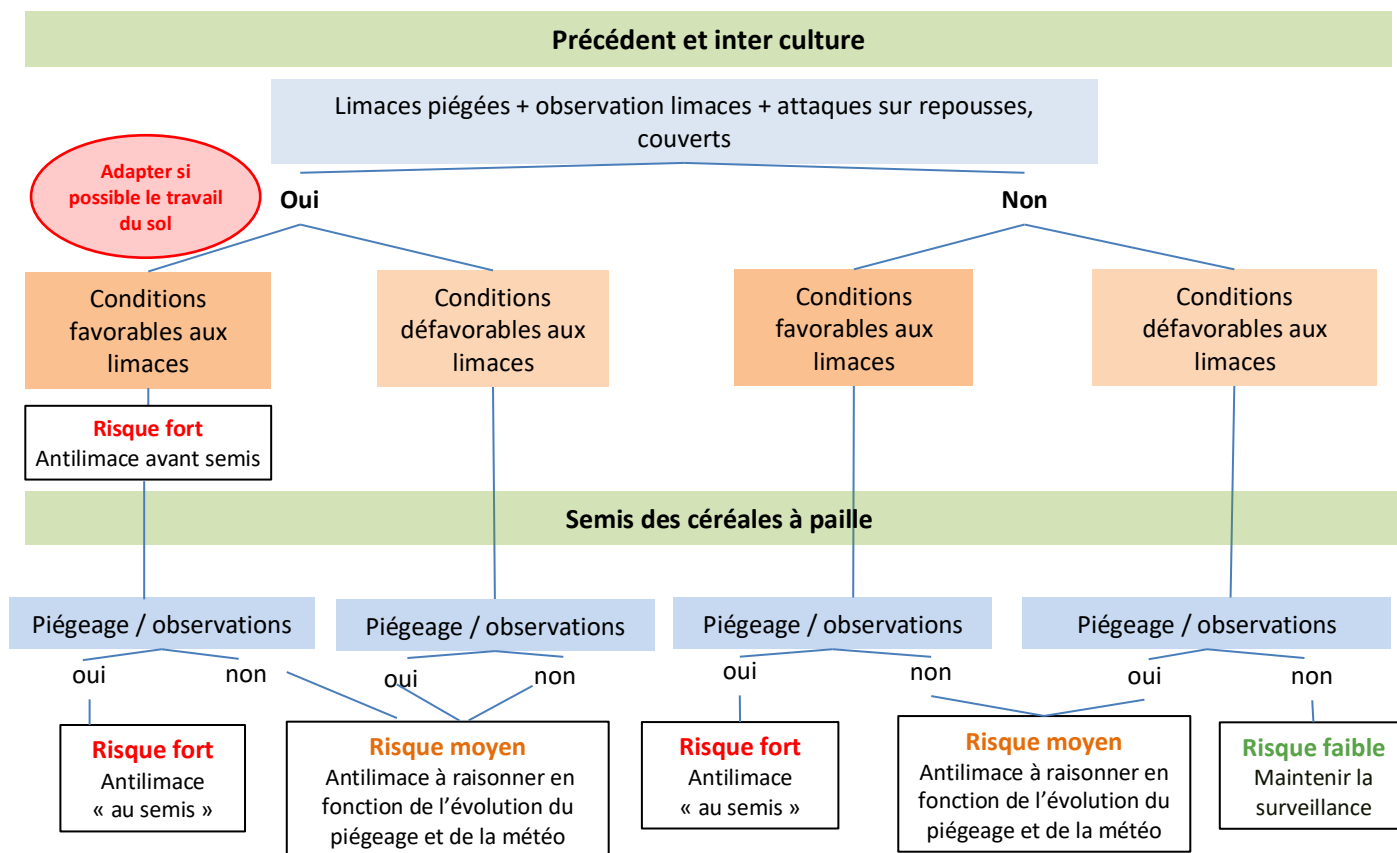 Précédent et inter culture
Limaces piégées + observation limaces + attaques sur repousses,
couverts
Adapter si
possible le travail
du sol
Oui
Non
Conditions
favorables aux
limaces
Conditions
défavorables aux
limaces
Conditions
favorables aux
limaces
Conditions
défavorables aux
limaces
Risque fort
Antilimace avant semis
Semis des céréales à paille
Piégeage / observations
Piégeage / observations
Piégeage / observations
Piégeage / observations
oui
non
oui
non
oui
non
oui
non
Risque fort
Antilimace
« au semis »
Risque moyen
Antilimace à raisonner en
fonction de l’évolution du
piégeage et de la météo
Risque fort
Antilimace
« au semis »
Risque moyen
Antilimace à raisonner en
fonction de l’évolution du
piégeage et de la météo
Risque faible
Maintenir la
surveillance